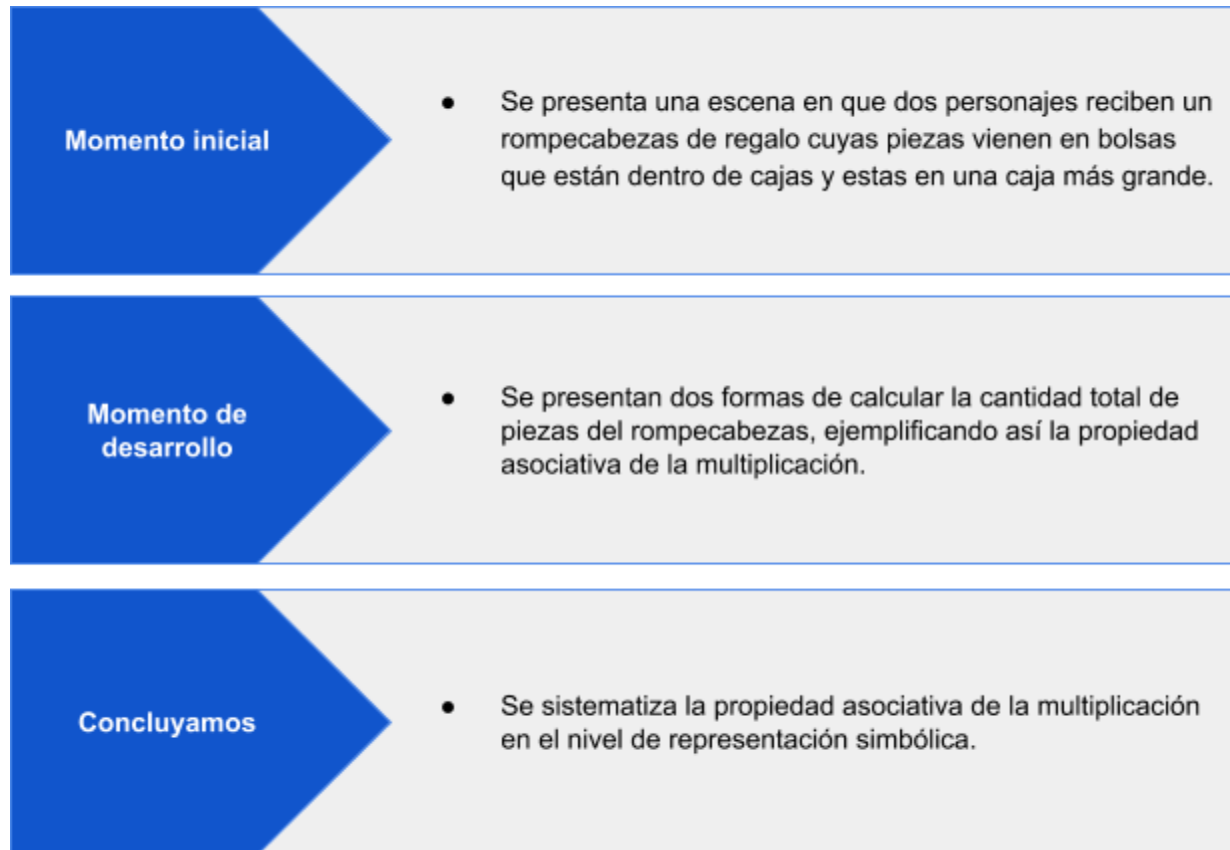 Momento inicial
● Se presenta una escena en que dos personajes reciben un
rompecabezas de regalo cuyas piezas vienen en bolsas
que están dentro de cajas y estas en una caja más grande.
Momento de
desarrollo
● Se presentan dos formas de calcular la cantidad total de
piezas del rompecabezas, ejemplificando así la propiedad
asociativa de la multiplicación.
Concluyamos
● Se sistematiza la propiedad asociativa de la multiplicación
en el nivel de representación simbólica.